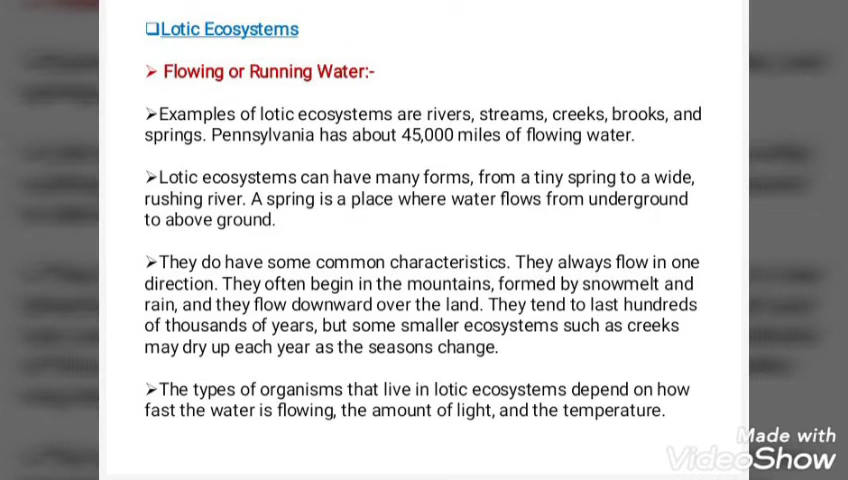 ❑Lotic Ecosystems
➢ Flowing or Running Water:-
➢Examples of lotic ecosystems are rivers, streams, creeks, brooks, and
springs. Pennsylvania has about 45,000 miles of flowing water.
➢Lotic ecosystems can have many forms, from a tiny spring to a wide,
rushing river. A spring is a place where water flows from underground
to above ground.
➢They do have some common characteristics. They always flow in one
direction. They often begin in the mountains, formed by snowmelt and
rain, and they flow downward over the land. They tend to last hundreds
of thousands of years, but some smaller ecosystems such as creeks
may dry up each year as the seasons change.
➢The types of organisms that live in lotic ecosystems depend on how
fast the water is flowing, the amount of light, and the temperature.
Made with
VideoShow